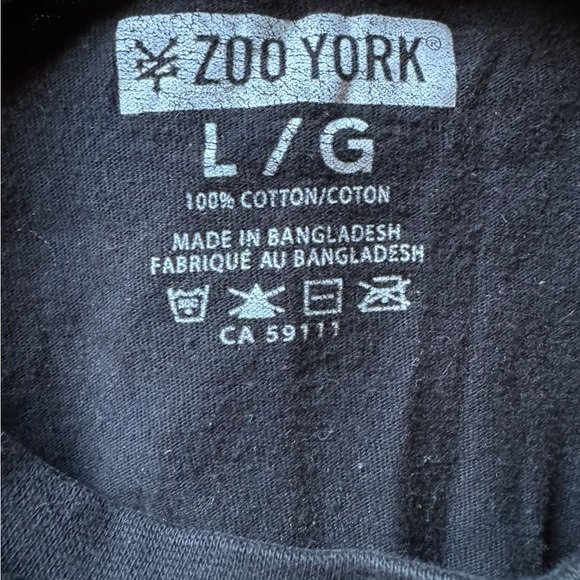 ZOO YORK®
L / G
100% COTTON/COTON
MADE IN BANGLADESH
FABRIQUÉ AU BANGLADESH
CA 59111